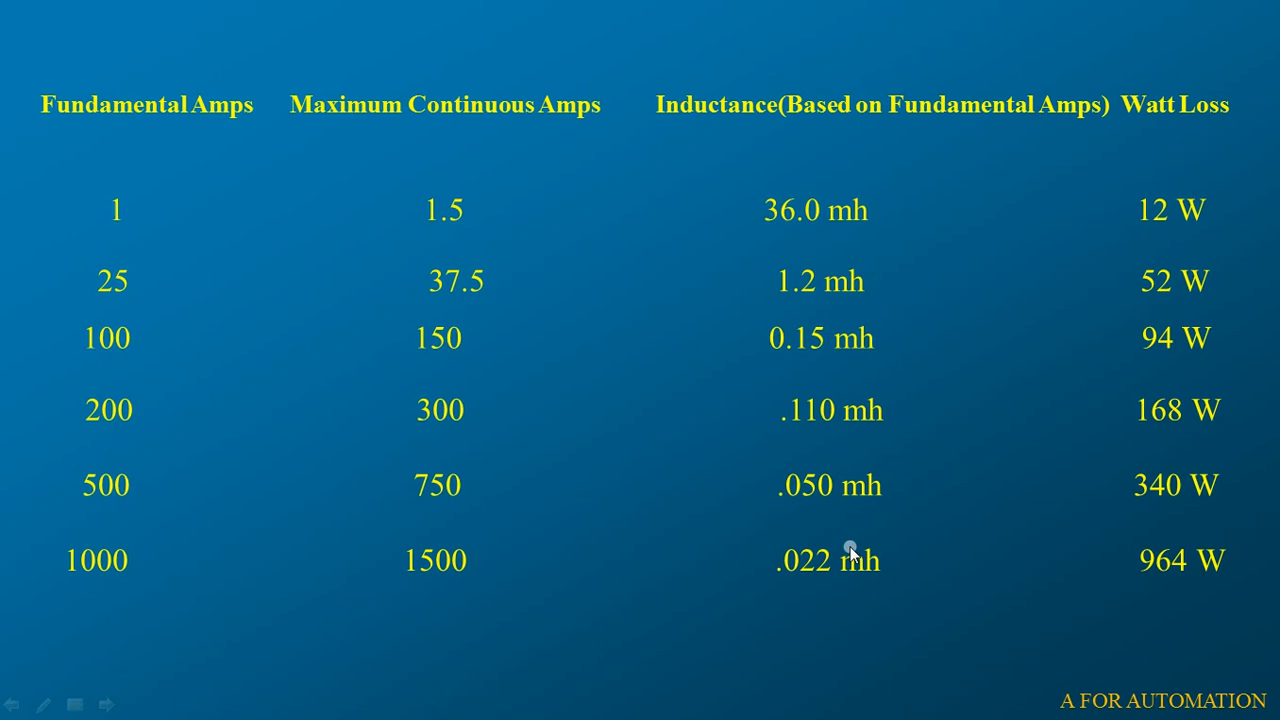 Fundamental Amps Maximum Continuous Amps Inductance(Based on Fundamental Amps) Watt Loss
1 1.5 36.0 mh 12 W
25 37.5 1.2 mh 52 W
100 150 0.15 mh 94 W
200 300 .110 mh 168 W
500 750 .050 mh 340 W
1000 1500 .022 mh 964 W
A FOR AUTOMATION